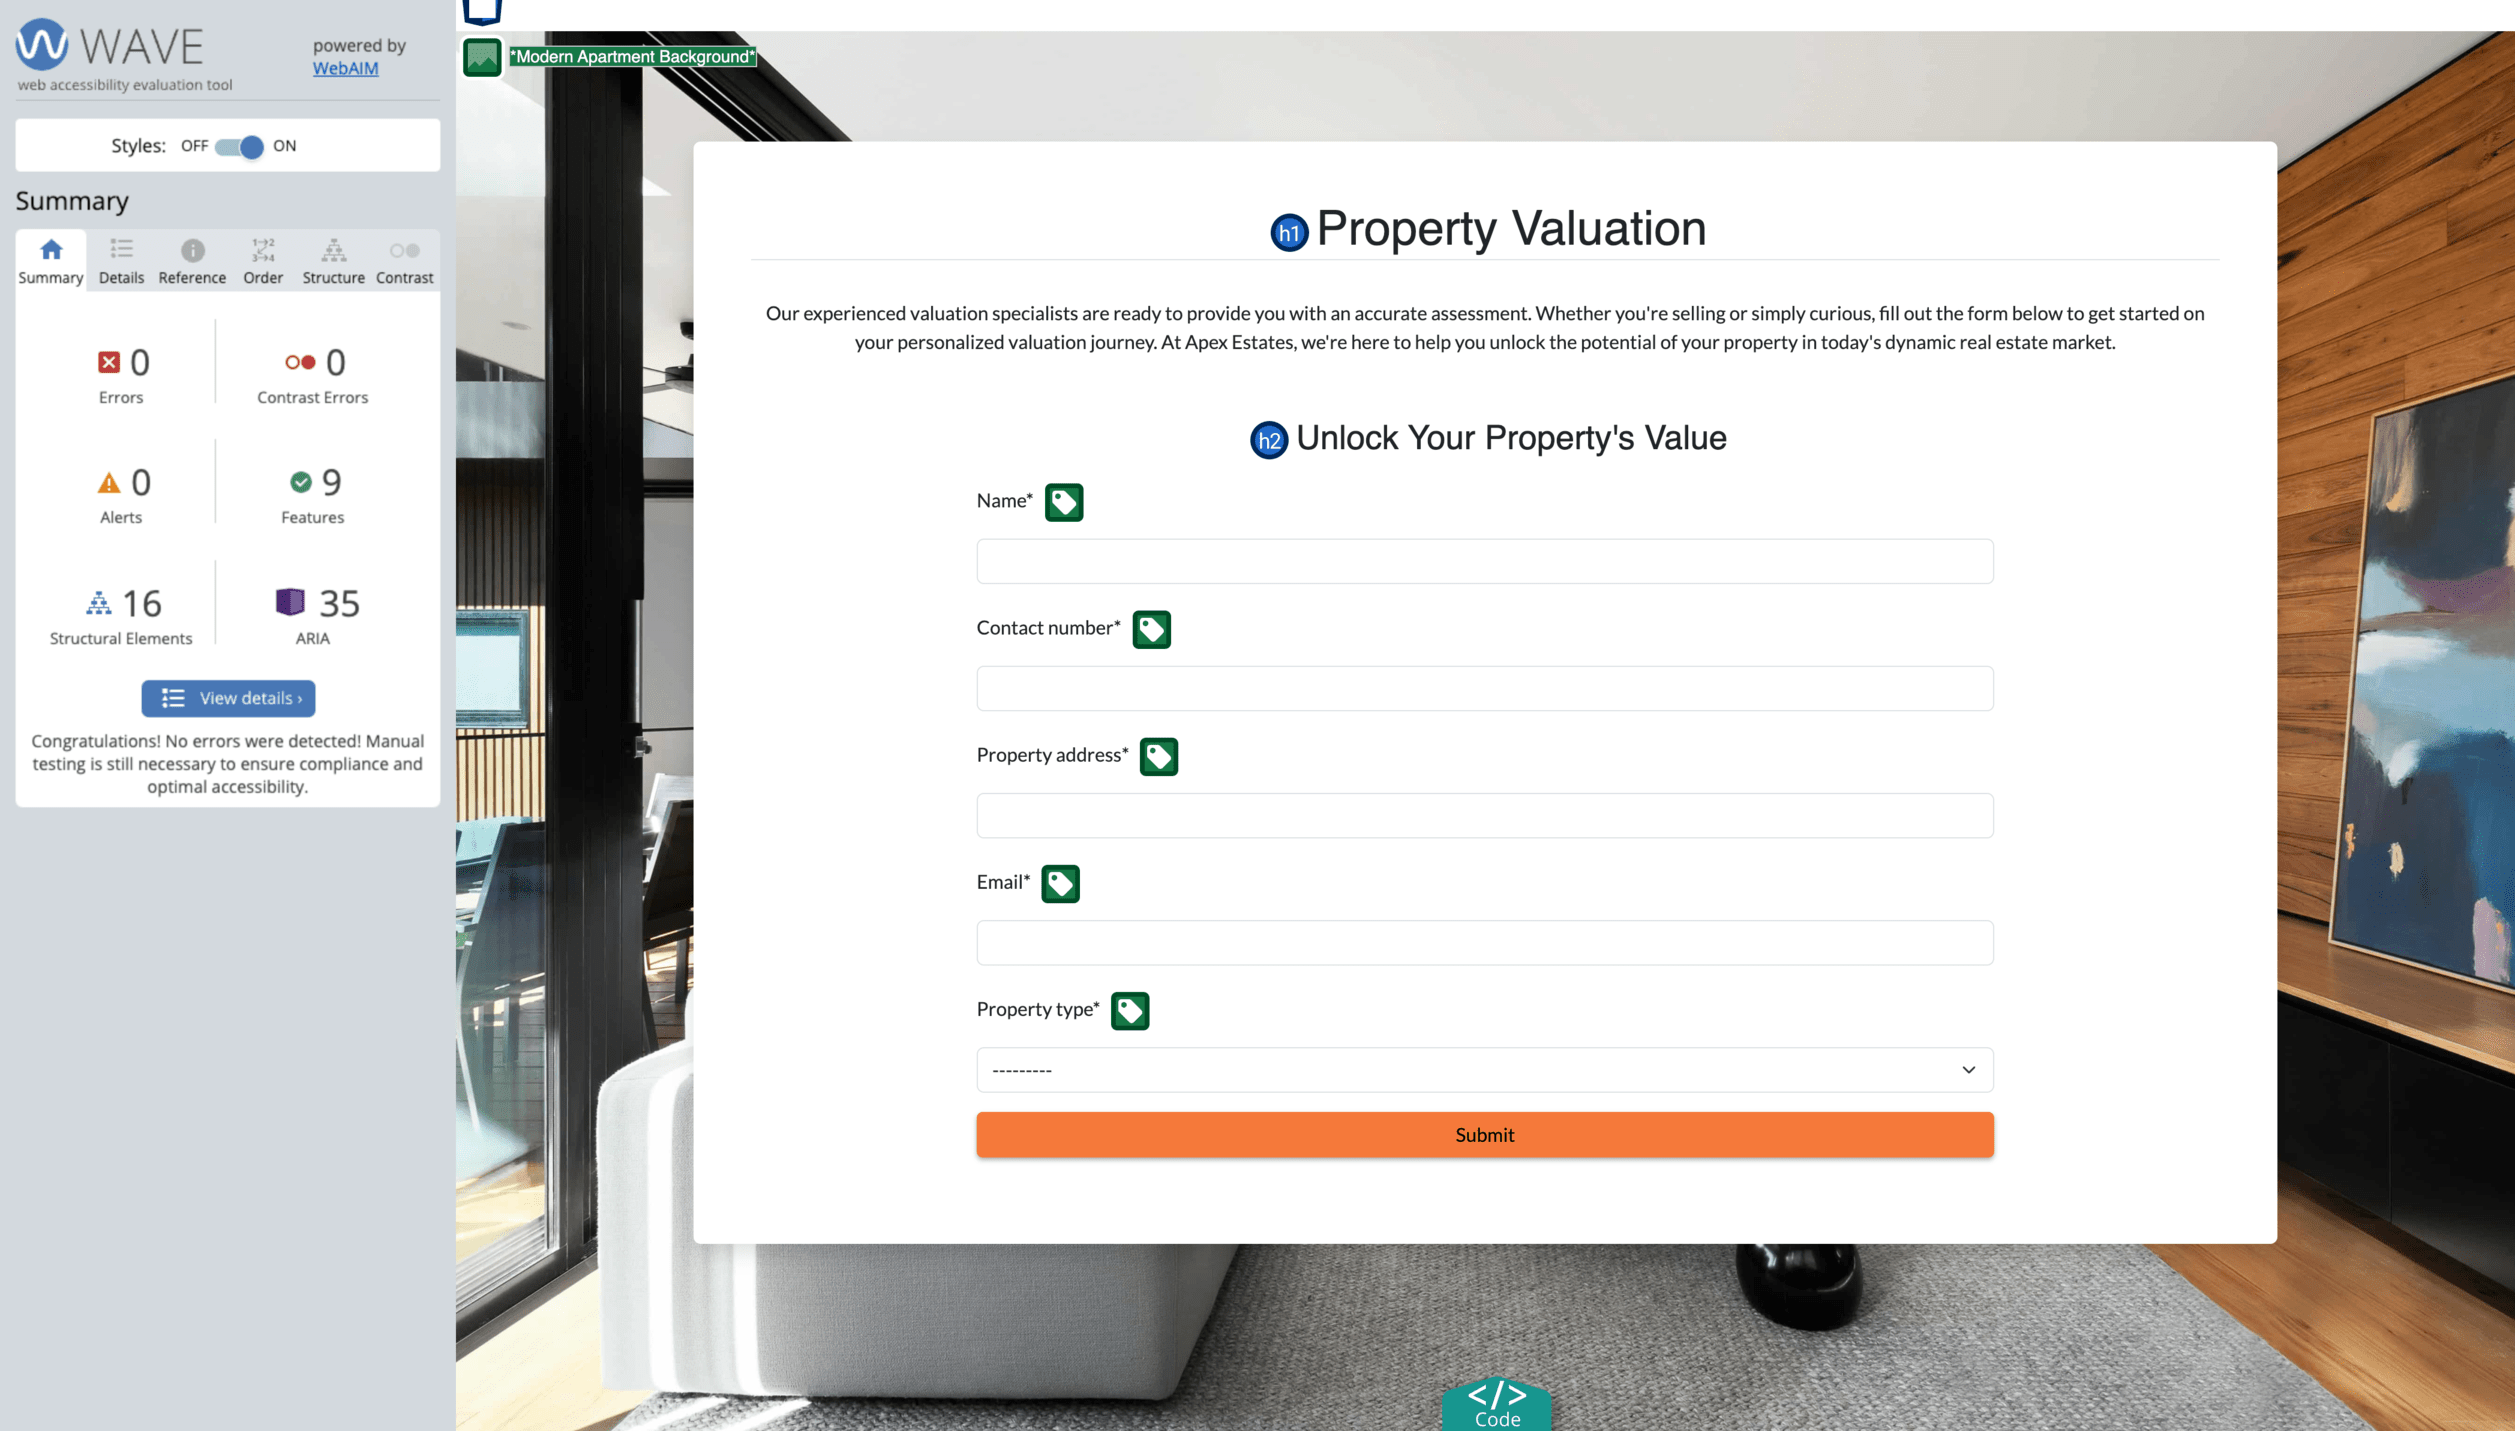 WAVE
powered by
WebAIM
web accessibility evaluation tool
Styles: OFF ON
Summary
Summary Details Reference Order Structure Contrast
0
Errors
0
Contrast Errors
0
Alerts
9
Features
16
Structural Elements
35
ARIA
View details ›
Congratulations! No errors were detected! Manual
testing is still necessary to ensure compliance and
optimal accessibility.
*Modern Apartment Background*
h1 Property Valuation
Our experienced valuation specialists are ready to provide you with an accurate assessment. Whether you're selling or simply curious, fill out the form below to get started on
your personalized valuation journey. At Apex Estates, we're here to help you unlock the potential of your property in today's dynamic real estate market.
h2 Unlock Your Property's Value
Name*
Contact number*
Property address*
Email*
Property type*
---------
Submit
</>
Code